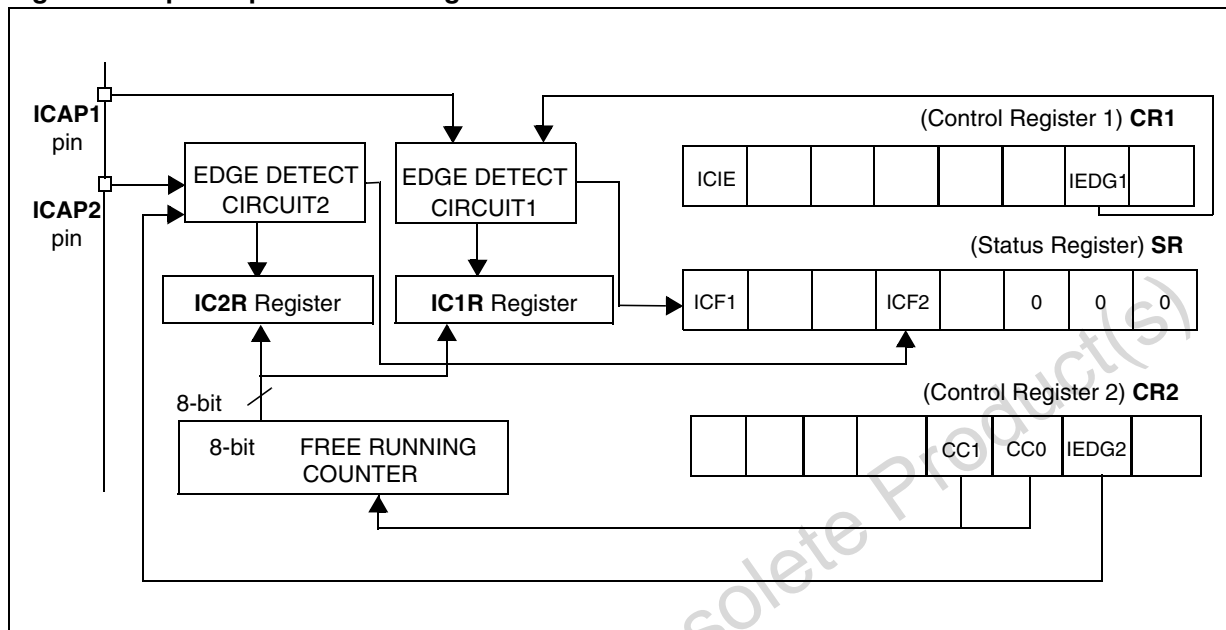 ICAP1
pin
ICAP2
pin
EDGE DETECT
CIRCUIT2
EDGE DETECT
CIRCUIT1
(Control Register 1) CR1
ICIE
IEDG1
(Status Register) SR
IC2R Register
IC1R Register
ICF1
ICF2
0
0
0
8-bit
(Control Register 2) CR2
8-bit FREE RUNNING
COUNTER
CC1
CC0
IEDG2
solete Product(s)